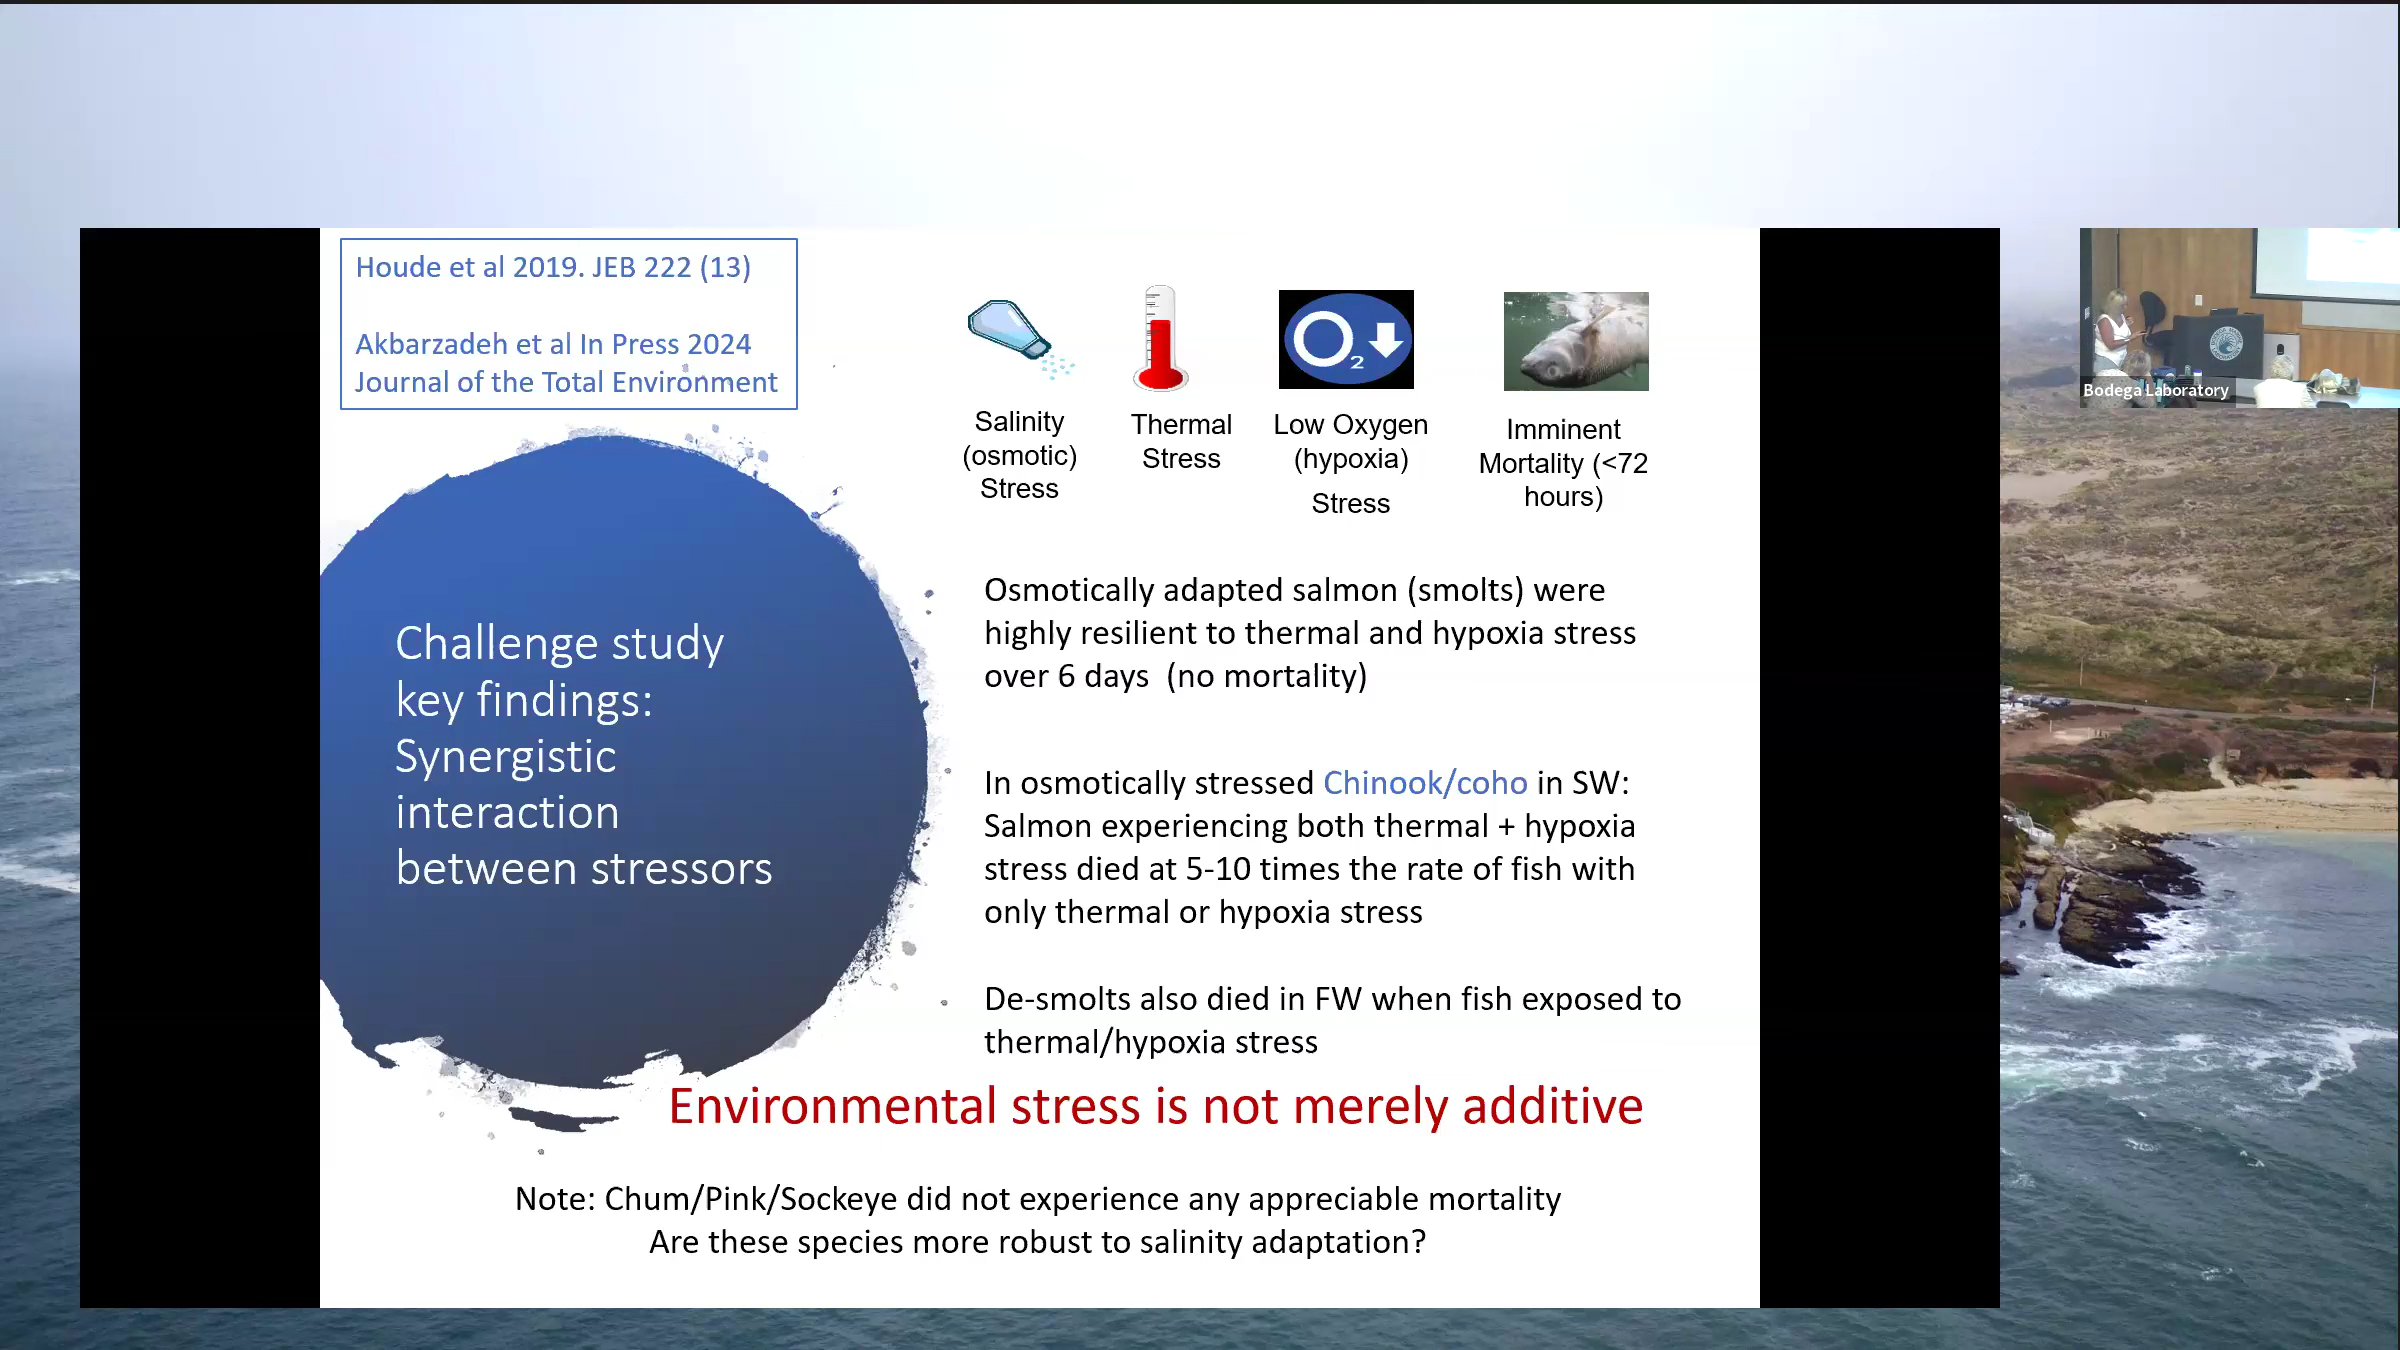 Houde et al 2019. JEB 222 (13)
Akbarzadeh et al In Press 2024
Journal of the Total Environment
Challenge study
key findings:
Synergistic
interaction
between stressors
O2
Salinity
(osmotic)
Stress
Thermal
Stress
Low Oxygen
(hypoxia)
Stress
Imminent
Mortality (<72
hours)
Osmotically adapted salmon (smolts) were
highly resilient to thermal and hypoxia stress
over 6 days (no mortality)
In osmotically stressed Chinook/coho in SW:
Salmon experiencing both thermal + hypoxia
stress died at 5-10 times the rate of fish with
only thermal or hypoxia stress
De-smolts also died in FW when fish exposed to
thermal/hypoxia stress
Environmental stress is not merely additive
Note: Chum/Pink/Sockeye did not experience any appreciable mortality
Are these species more robust to salinity adaptation?
Bodega Laboratory